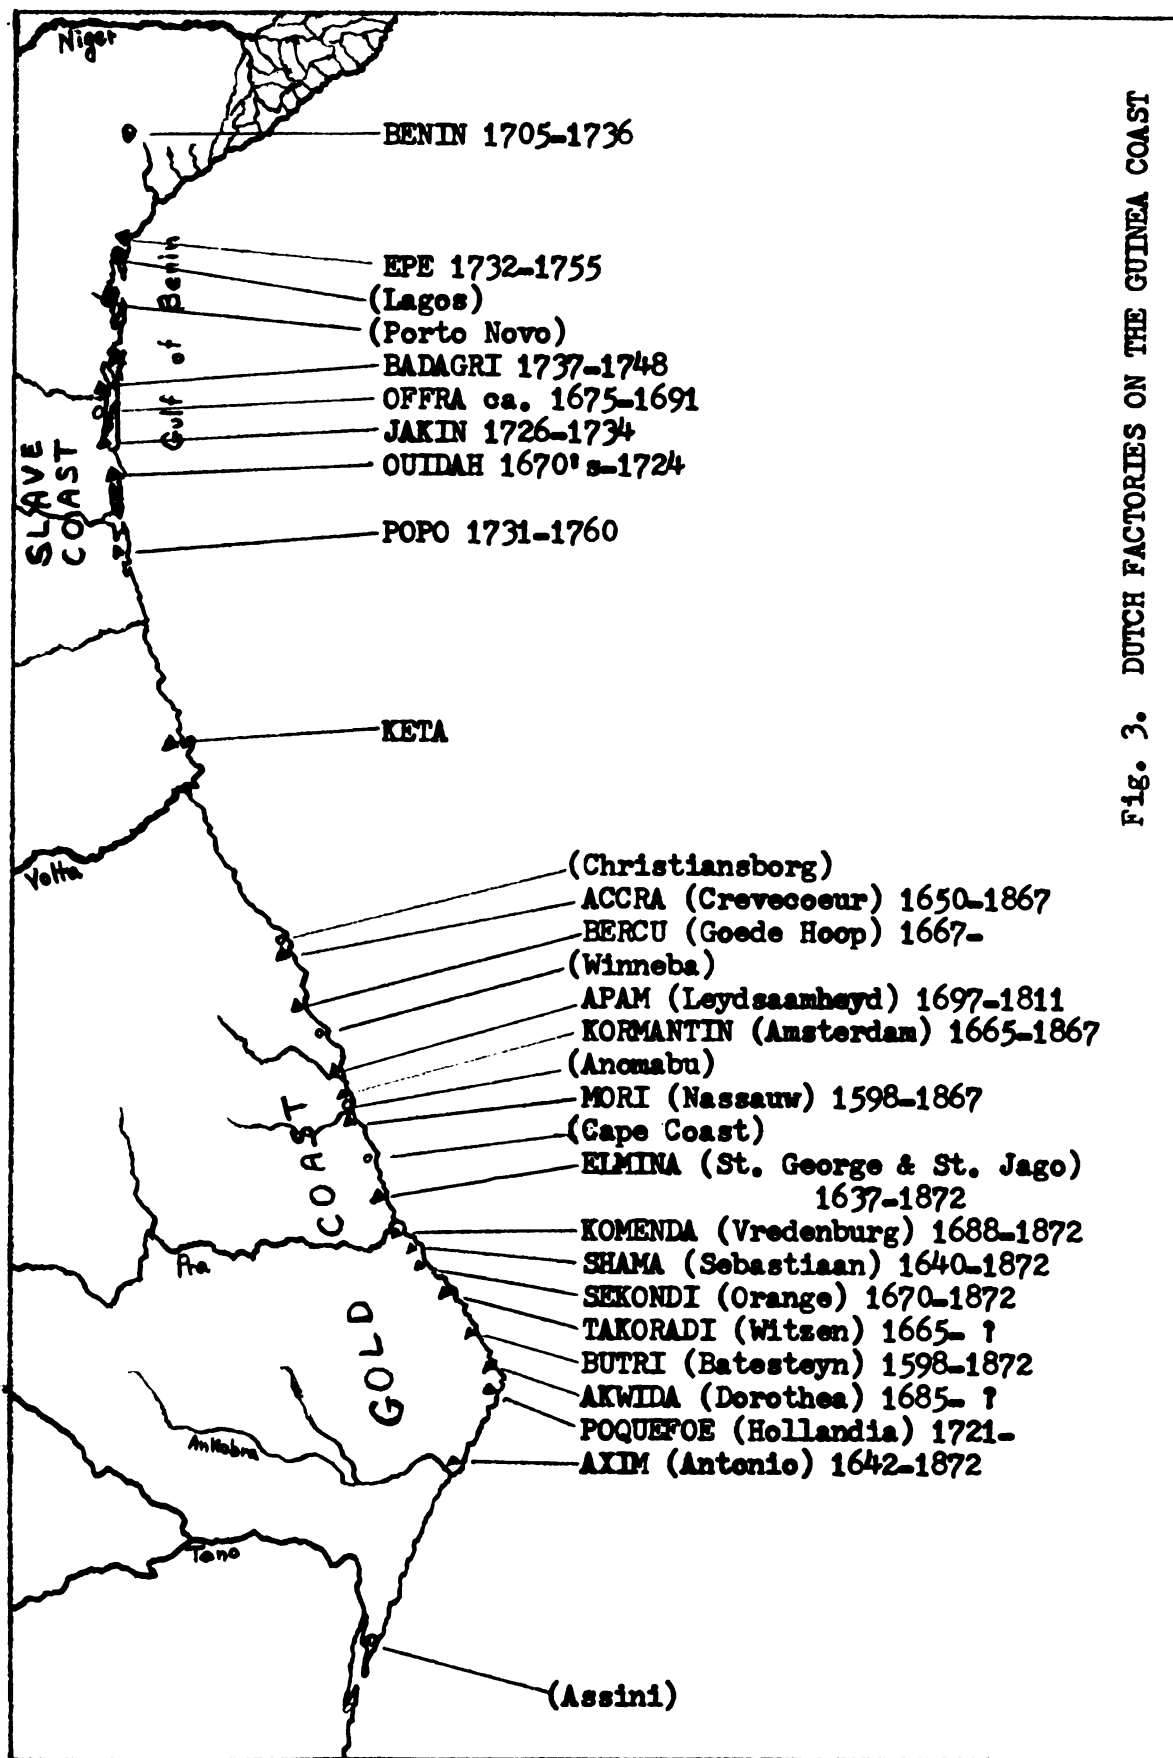 Niger
BENIN 1705-1736
EPE 1732-1755
(Lagos)
(Porto Novo)
BADAGRI 1737-1748
OFFRA ca. 1675-1691
JAKIN 1726-1734
OUIDAH 1670's-1724
POPO 1731-1760
Gulf of Benin
SLAVE
COAST
KETA
Volta
(Christiansborg)
ACCRA (Crevecoeur) 1650-1867
BERCU (Goede Hoop) 1667-
(Winneba)
APAM (Leydsaamheyd) 1697-1811
KORMANTIN (Amsterdam) 1665-1867
(Anomabu)
MORI (Nassauw) 1598-1867
(Cape Coast)
ELMINA (St. George & St. Jago)
1637-1872
KOMENDA (Vredenburg) 1688-1872
SHAMA (Sebastiaan) 1640-1872
SEKONDI (Orange) 1670-1872
TAKORADI (Witsen) 1665- ?
BUTRI (Batesteyn) 1598-1872
AKWIDA (Dorothea) 1685- ?
POQUEFOE (Hollandia) 1721-
AXIM (Antonio) 1642-1872
GOLD COAST
Pra
Ankobra
Tano
(Assini)
Fig. 3. DUTCH FACTORIES ON THE GUINEA COAST